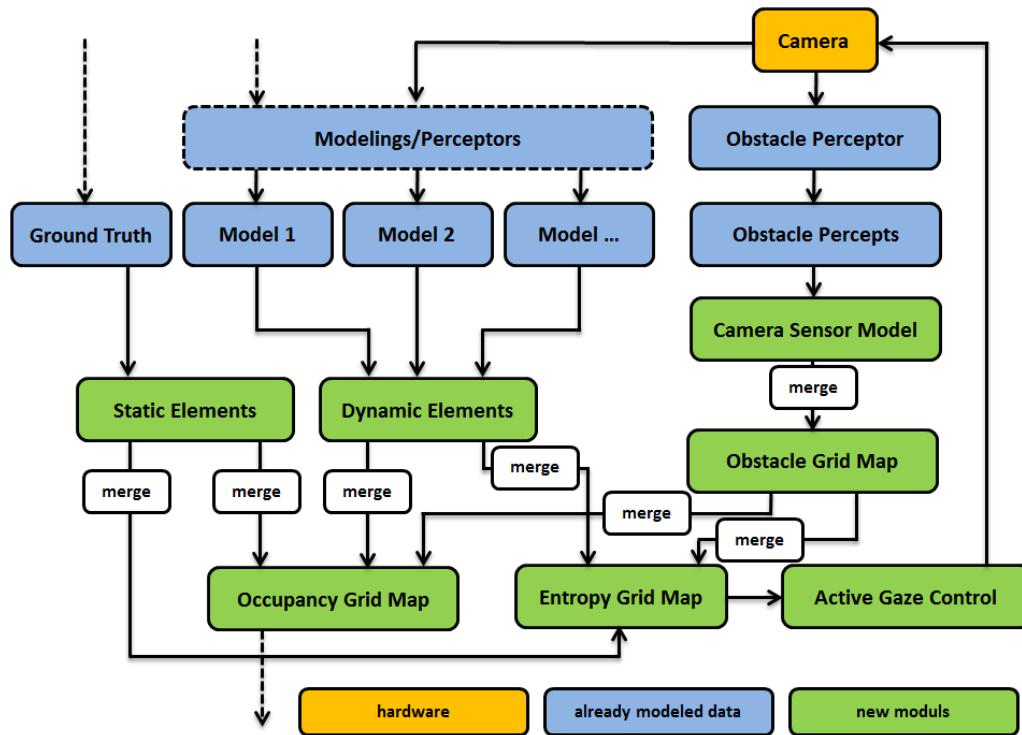 Camera
Modelings/Perceptors
Obstacle Perceptor
Ground Truth
Model 1
Model 2
Model ...
Obstacle Percepts
Camera Sensor Model
merge
Static Elements
Dynamic Elements
Obstacle Grid Map
merge
merge
merge
merge
merge
merge
Occupancy Grid Map
Entropy Grid Map
Active Gaze Control
hardware
already modeled data
new moduls